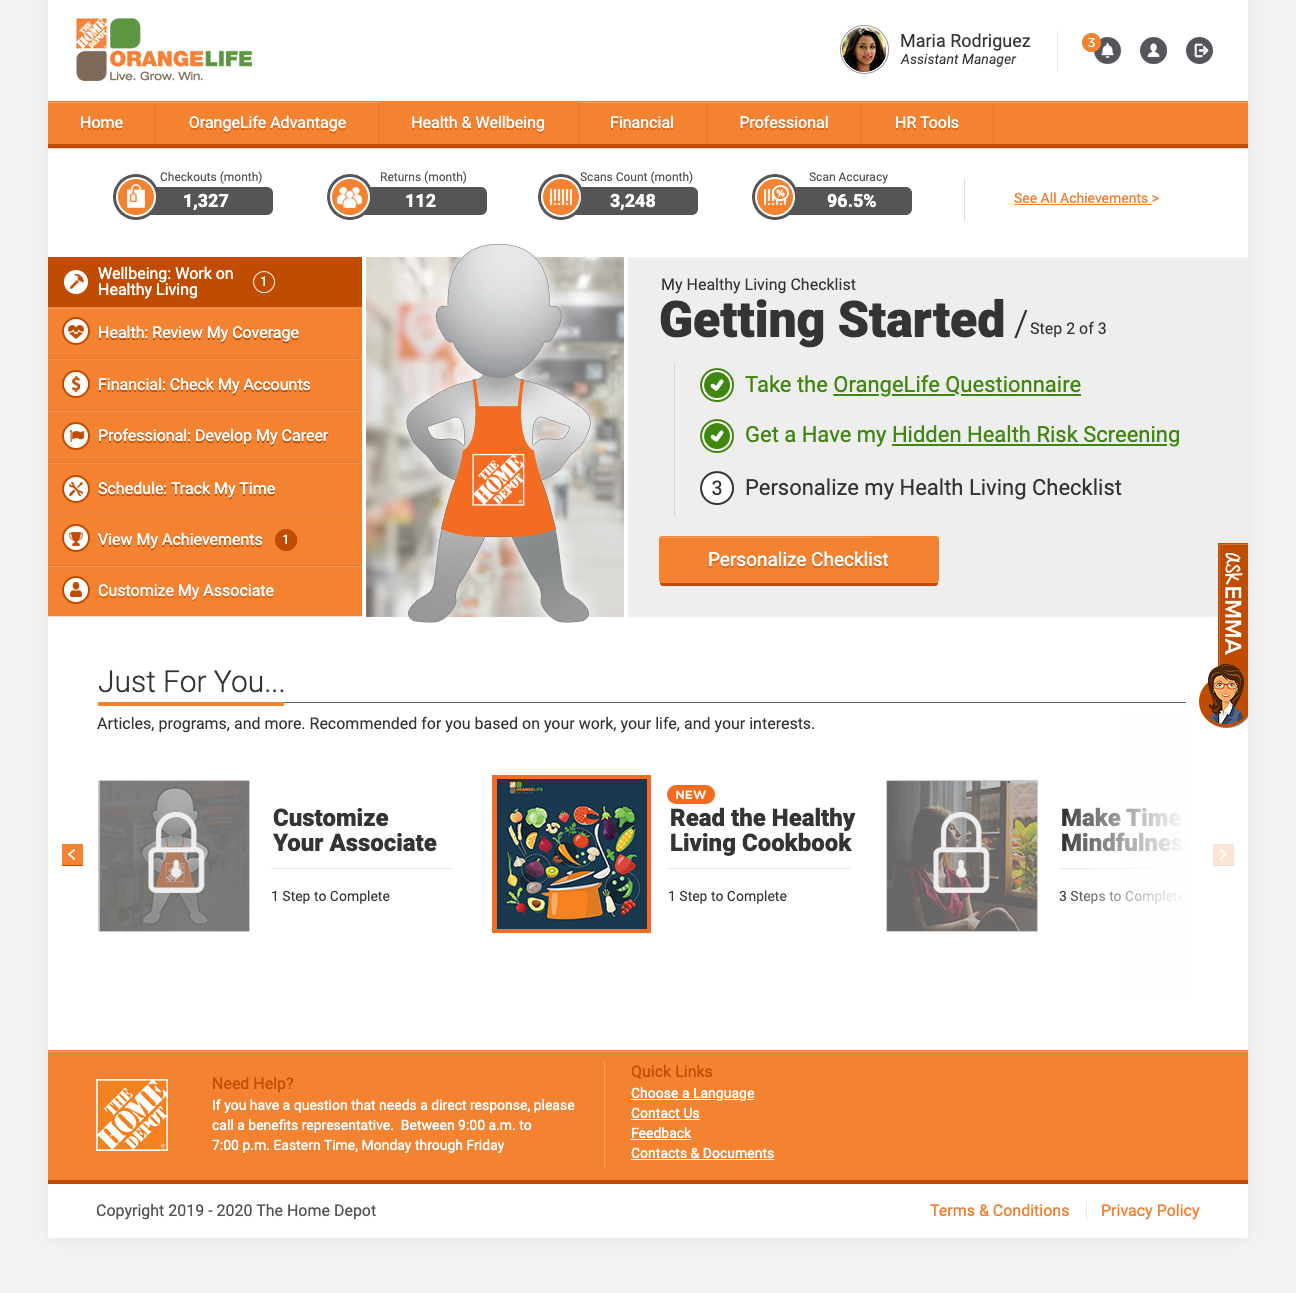 THE HOME DEPOT
ORANGELIFE
Live. Grow. Win.
Maria Rodriguez
Assistant Manager
3
Home
OrangeLife Advantage
Health & Wellbeing
Financial
Professional
HR Tools
Checkouts (month)
1,327
Returns (month)
112
Scans Count (month)
3,248
Scan Accuracy
96.5%
See All Achievements >
Wellbeing: Work on
Healthy Living
1
Health: Review My Coverage
Financial: Check My Accounts
Professional: Develop My Career
Schedule: Track My Time
View My Achievements 1
Customize My Associate
THE HOME DEPOT
My Healthy Living Checklist
Getting Started / Step 2 of 3
Take the OrangeLife Questionnaire
Get a Have my Hidden Health Risk Screening
3 Personalize my Health Living Checklist
Personalize Checklist
ask EMMA
Just For You...
Articles, programs, and more. Recommended for you based on your work, your life, and your interests.
Customize
Your Associate
1 Step to Complete
ORANGELIFE
NEW
Read the Healthy
Living Cookbook
1 Step to Complete
Make Time
Mindfulnes
3 Steps to Complete
THE HOME DEPOT
Need Help?
If you have a question that needs a direct response, please
call a benefits representative.  Between 9:00 a.m. to
7:00 p.m. Eastern Time, Monday through Friday
Quick Links
Choose a Language
Contact Us
Feedback
Contacts & Documents
Copyright 2019 - 2020 The Home Depot
Terms & Conditions
Privacy Policy